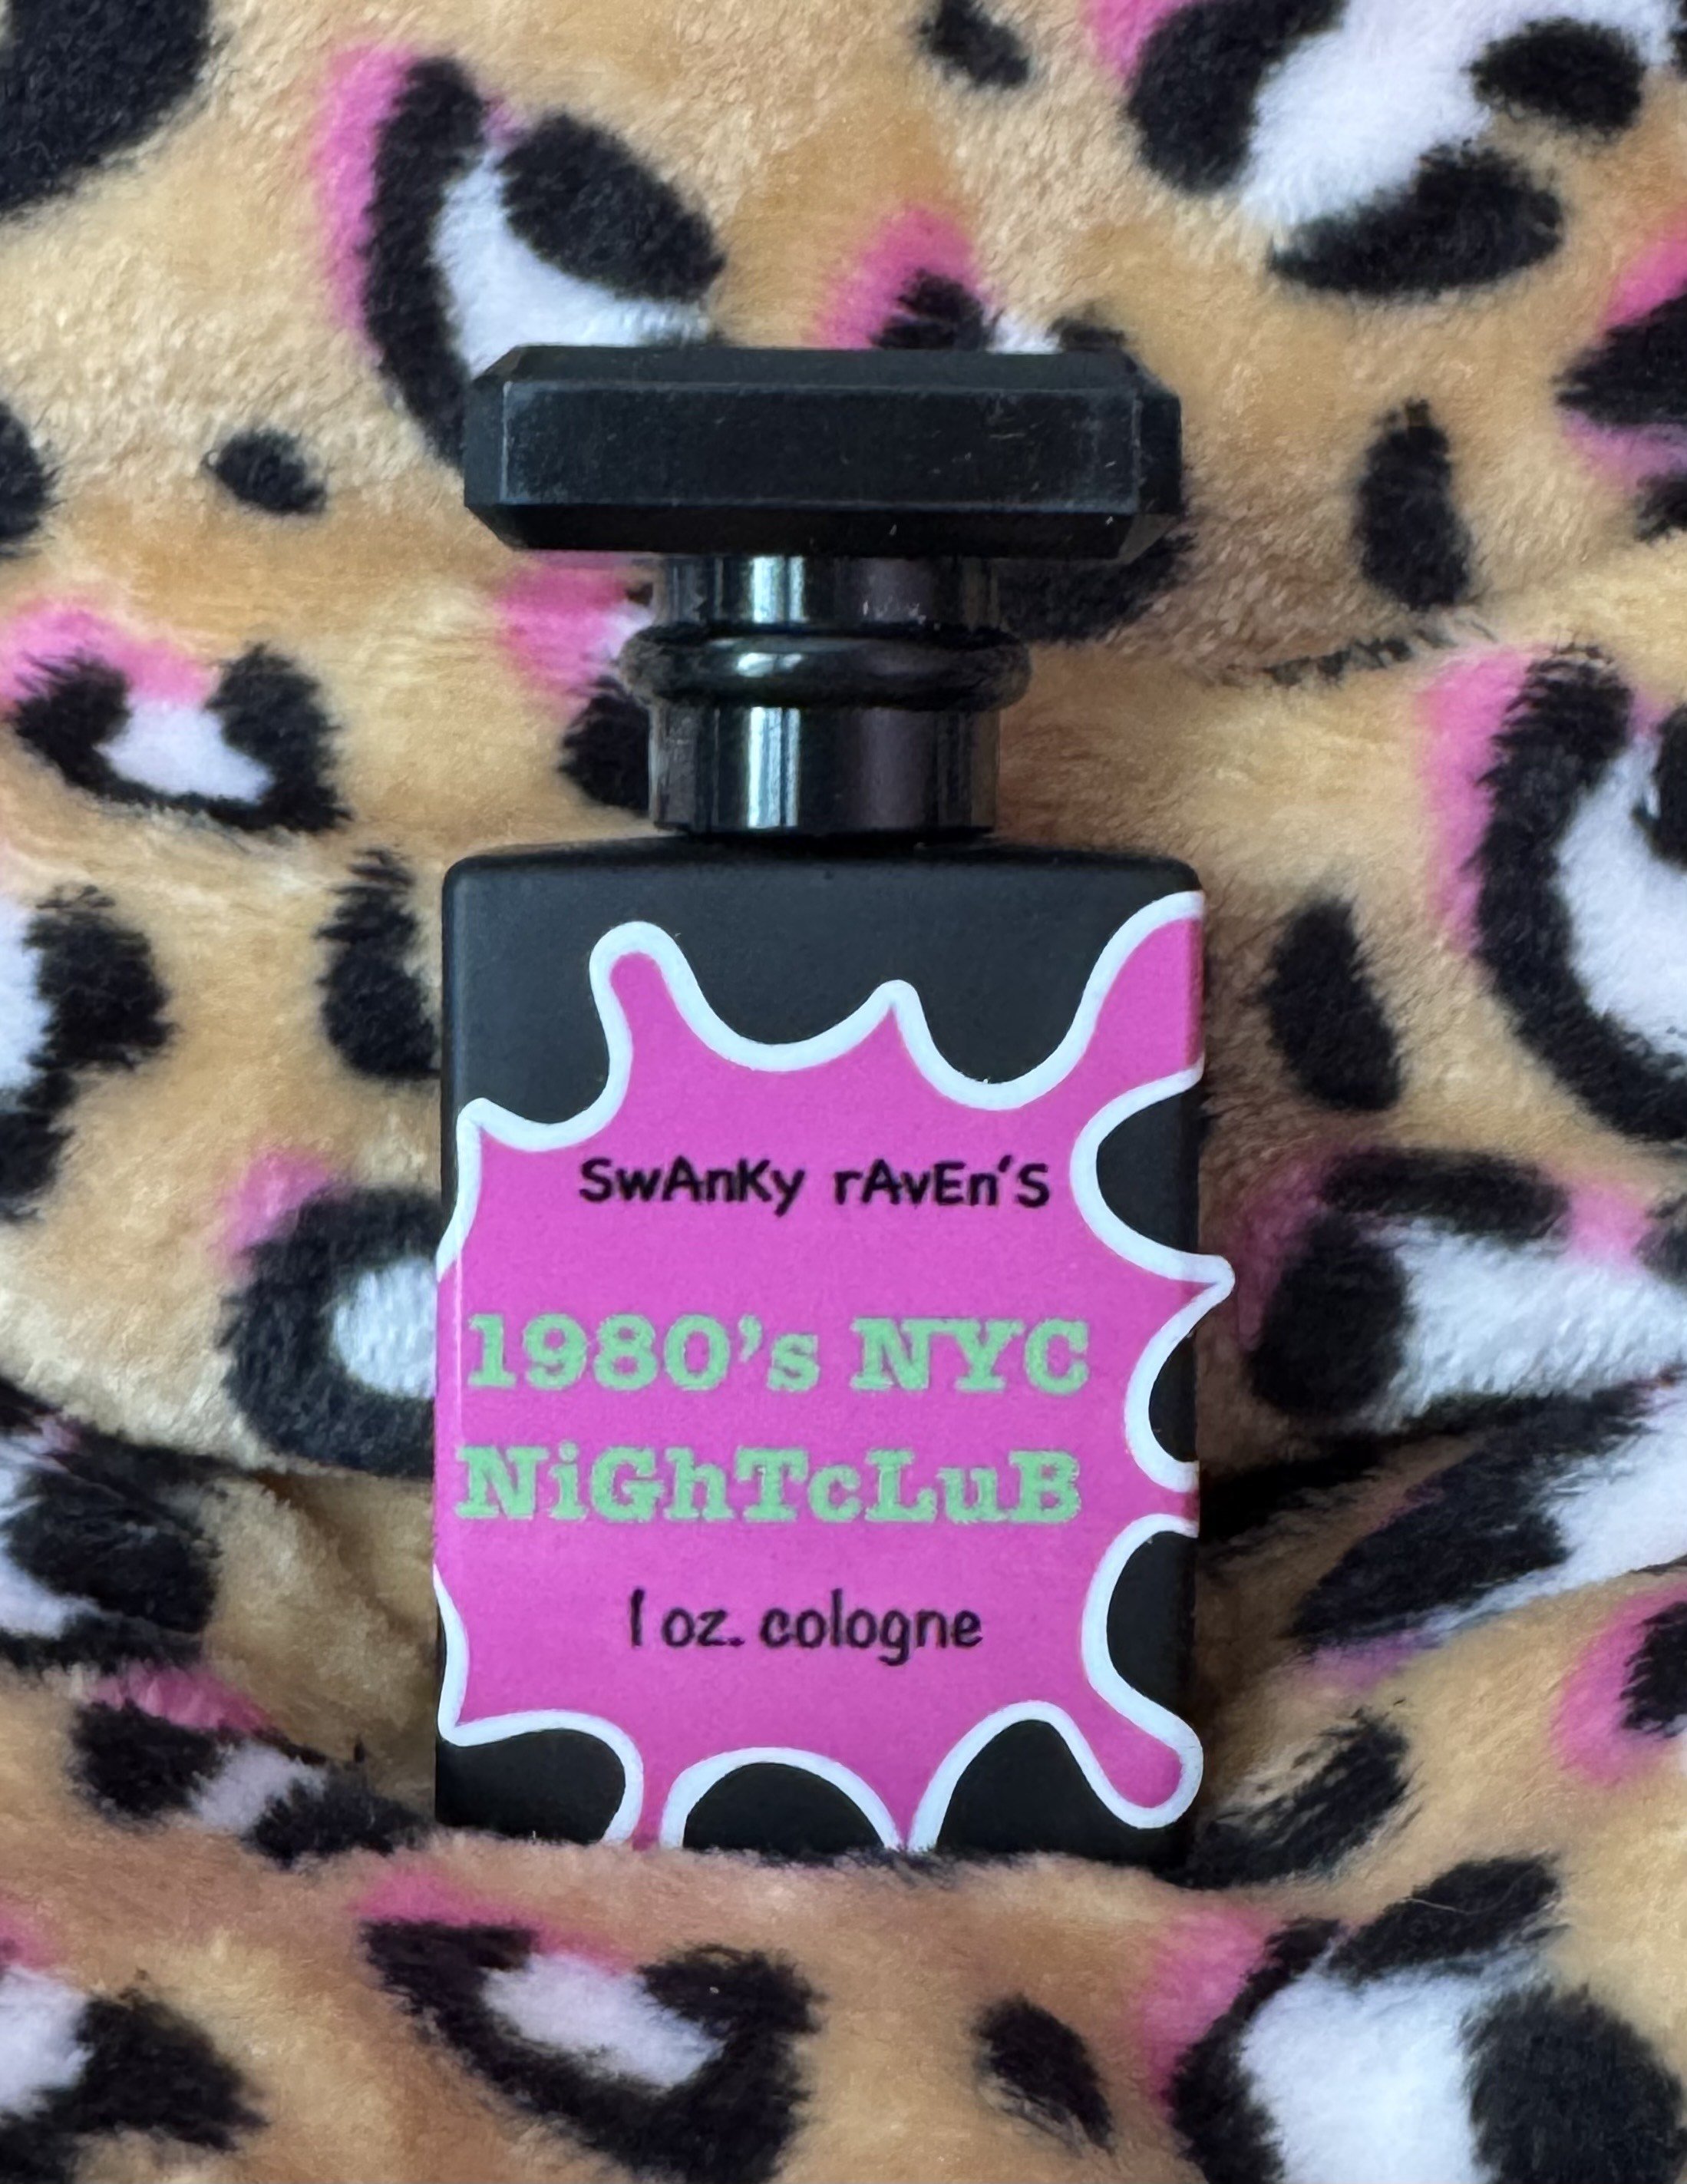 SwAnKy rAvEn'S
1980's NYC
NiGhTcLuB
1 oz. cologne